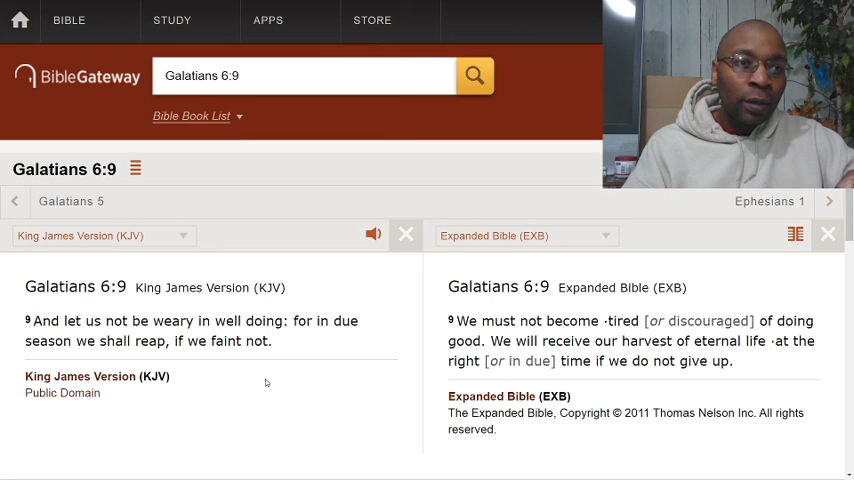 BIBLE STUDY APPS STORE
BibleGateway
Galatians 6:9
Bible Book List
Galatians 6:9
Galatians 5
Ephesians 1
King James Version (KJV)
Expanded Bible (EXB)
Galatians 6:9 King James Version (KJV)
9 And let us not be weary in well doing: for in due
season we shall reap, if we faint not.
King James Version (KJV)
Public Domain
Galatians 6:9 Expanded Bible (EXB)
9 We must not become ·tired [or discouraged] of doing
good. We will receive our harvest of eternal life ·at the
right [or in due] time if we do not give up.
Expanded Bible (EXB)
The Expanded Bible, Copyright © 2011 Thomas Nelson Inc. All rights
reserved.